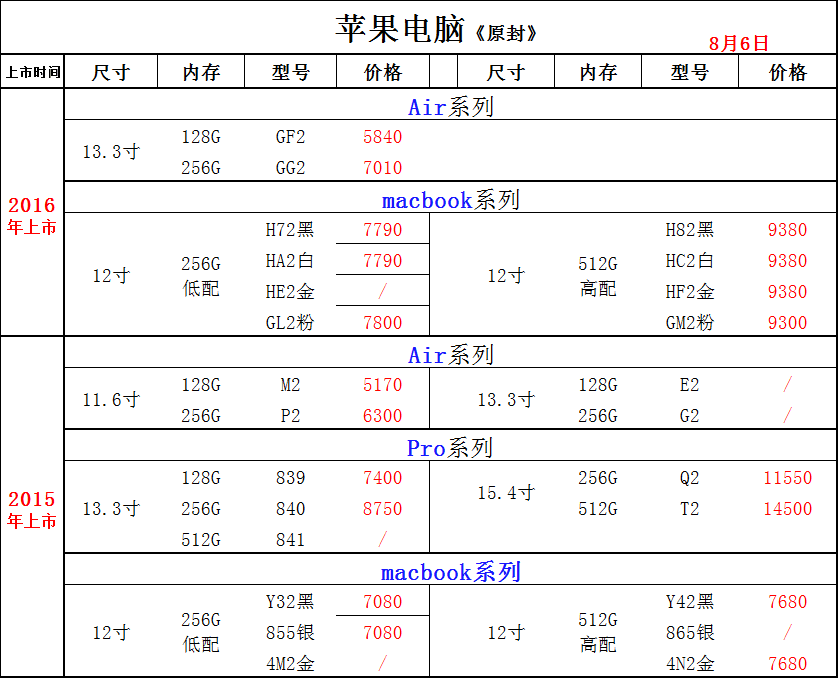 苹果电脑《原封》
8月6日
上市时间 尺寸 内存 型号 价格 尺寸 内存 型号 价格
2016
年上市
Air系列
13.3寸
128G GF2 5840
256G GG2 7010
macbook系列
12寸
256G
低配
H72黑 7790
HA2白 7790
HE2金 /
GL2粉 7800
12寸
512G
高配
H82黑 9380
HC2白 9380
HF2金 9380
GM2粉 9300
2015
年上市
Air系列
11.6寸
128G M2 5170
256G P2 6300
13.3寸
128G E2 /
256G G2 /
Pro系列
13.3寸
128G 839 7400
256G 840 8750
512G 841 /
15.4寸
256G Q2 11550
512G T2 14500
macbook系列
12寸
256G
低配
Y32黑 7080
855银 7080
4M2金 /
12寸
512G
高配
Y42黑 7680
865银 /
4N2金 7680